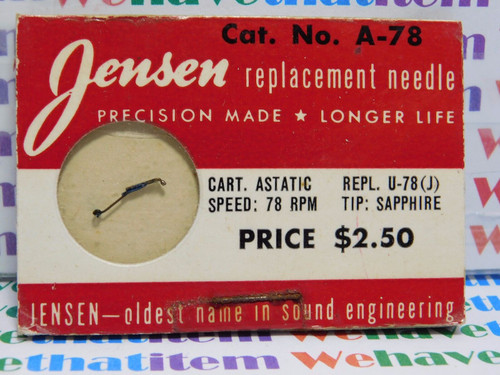 Cat. No. A-78
Jensen replacement needle
PRECISION MADE ★ LONGER LIFE
CART. ASTATIC REPL. U-78(J)
SPEED: 78 RPM TIP: SAPPHIRE
PRICE $2.50
JENSEN—oldest name in sound engineering
Wehavethatitem